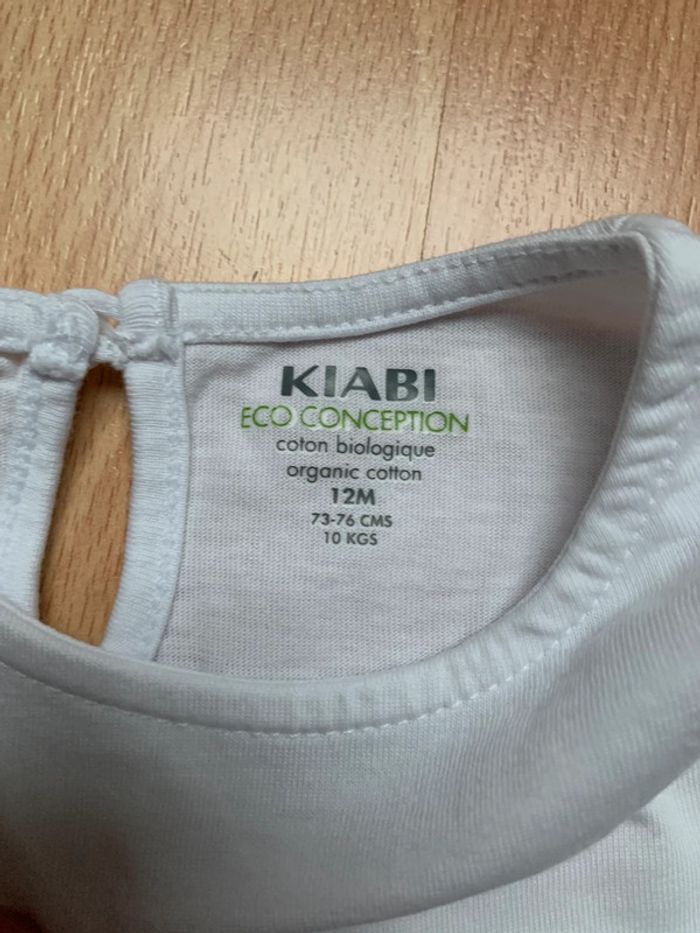 KIABI
ECO CONCEPTION
coton biologique
organic cotton
12M
73-76 CMS
10 KGS